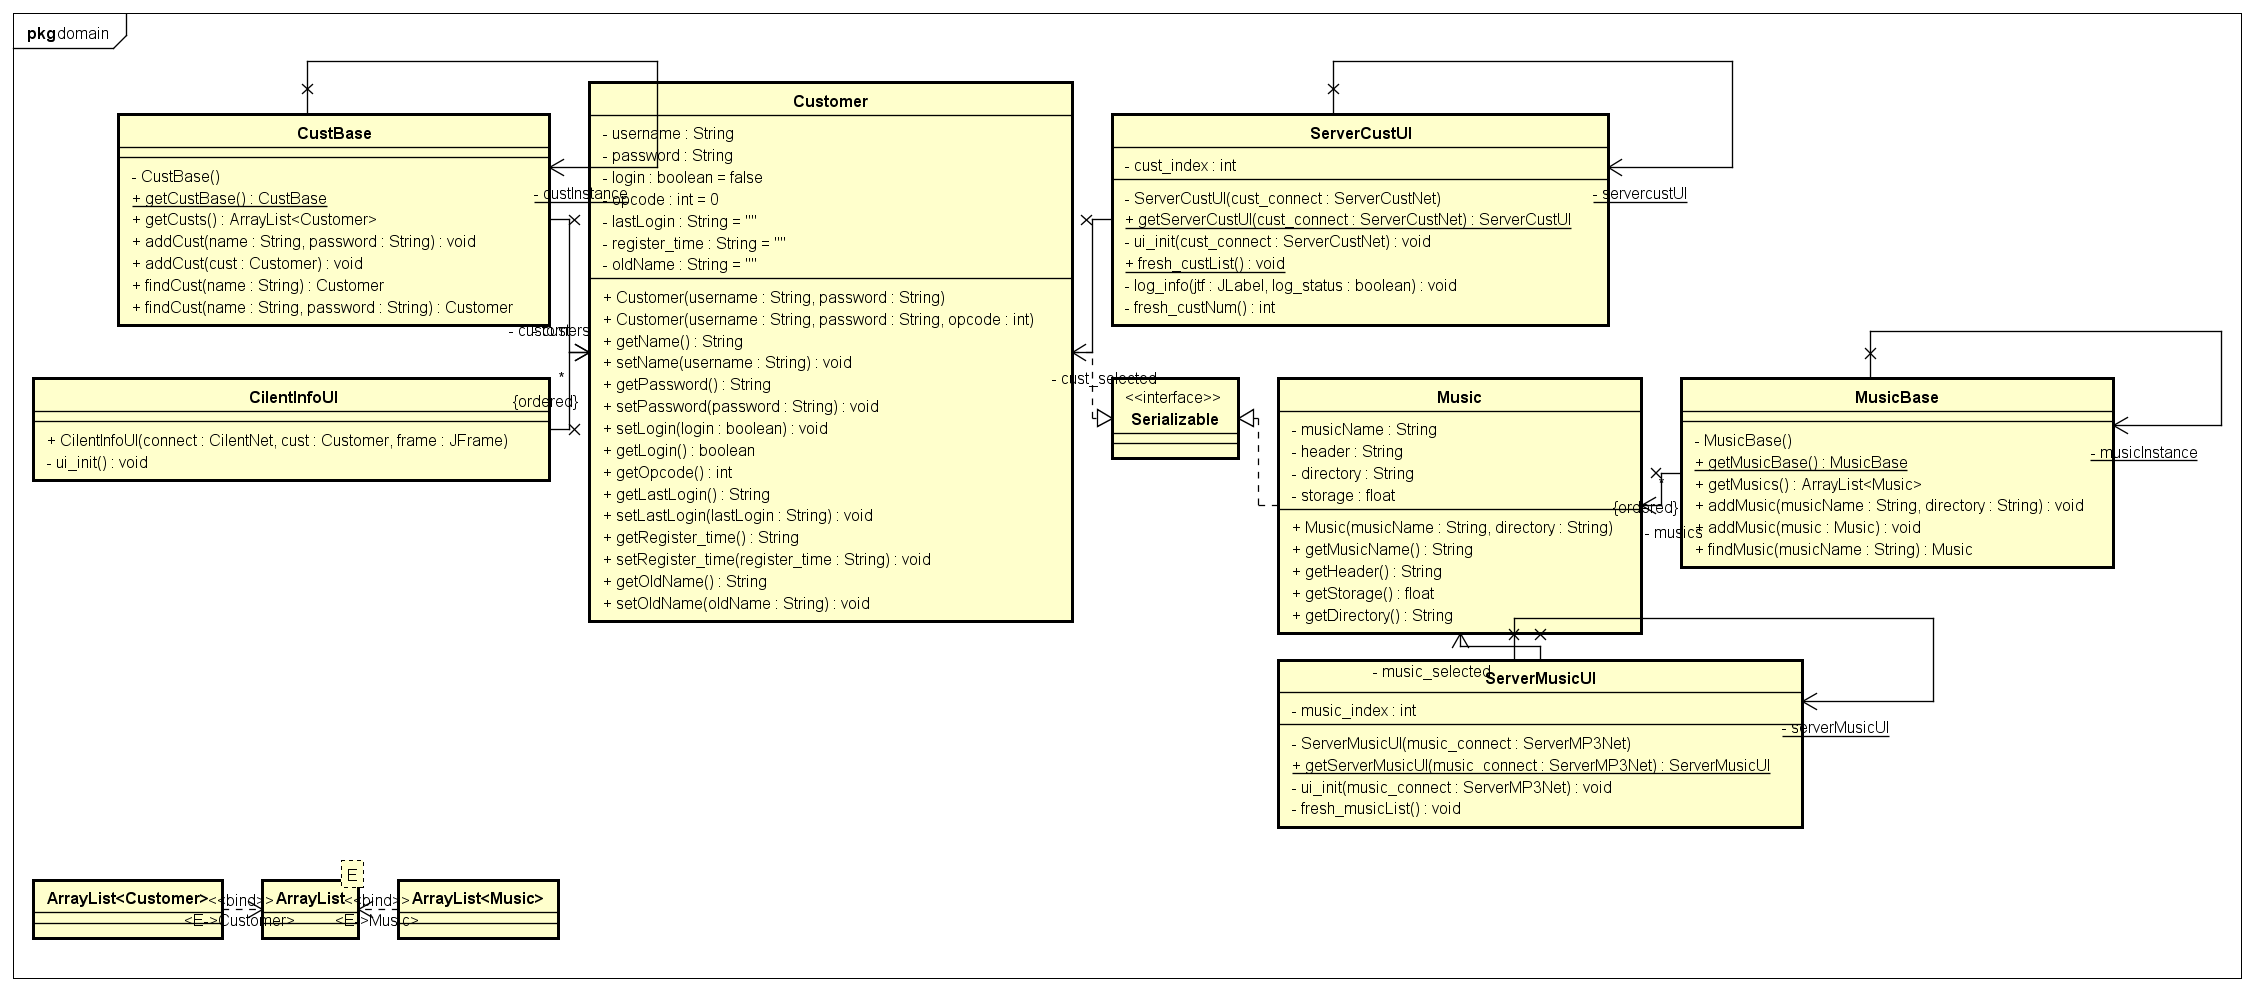 pkg domain
CustBase
- CustBase()
+ getCustBase() : CustBase
+ getCusts() : ArrayList<Customer>
+ addCust(name : String, password : String) : void
+ addCust(cust : Customer) : void
+ findCust(name : String) : Customer
+ findCust(name : String, password : String) : Customer
- custInstance
- customers
- cust
*
{ordered}
CilentInfoUI
+ CilentInfoUI(connect : CilentNet, cust : Customer, frame : JFrame)
- ui_init() : void
Customer
- username : String
- password : String
- login : boolean = false
- opcode : int = 0
- lastLogin : String = ""
- register_time : String = ""
- oldName : String = ""
+ Customer(username : String, password : String)
+ Customer(username : String, password : String, opcode : int)
+ getName() : String
+ setName(username : String) : void
+ getPassword() : String
+ setPassword(password : String) : void
+ setLogin(login : boolean) : void
+ getLogin() : boolean
+ getOpcode() : int
+ getLastLogin() : String
+ setLastLogin(lastLogin : String) : void
+ getRegister_time() : String
+ setRegister_time(register_time : String) : void
+ getOldName() : String
+ setOldName(oldName : String) : void
ServerCustUI
- cust_index : int
- ServerCustUI(cust_connect : ServerCustNet)
+ getServerCustUI(cust_connect : ServerCustNet) : ServerCustUI
- ui_init(cust_connect : ServerCustNet) : void
+ fresh_custList() : void
- log_info(jtf : JLabel, log_status : boolean) : void
- fresh_custNum() : int
- servercustUI
- cust_selected
<<interface>>
Serializable
Music
- musicName : String
- header : String
- directory : String
- storage : float
+ Music(musicName : String, directory : String)
+ getMusicName() : String
+ getHeader() : String
+ getStorage() : float
+ getDirectory() : String
MusicBase
- MusicBase()
+ getMusicBase() : MusicBase
+ getMusics() : ArrayList<Music>
+ addMusic(musicName : String, directory : String) : void
+ addMusic(music : Music) : void
+ findMusic(musicName : String) : Music
- musicInstance
*
{ordered}
- musics
- music_selected
ServerMusicUI
- music_index : int
- ServerMusicUI(music_connect : ServerMP3Net)
+ getServerMusicUI(music_connect : ServerMP3Net) : ServerMusicUI
- ui_init(music_connect : ServerMP3Net) : void
- fresh_musicList() : void
- serverMusicUI
E
ArrayList<Customer>
<<bind>>
<E->Customer>
ArrayList
<<bind>>
<E->Music>
ArrayList<Music>